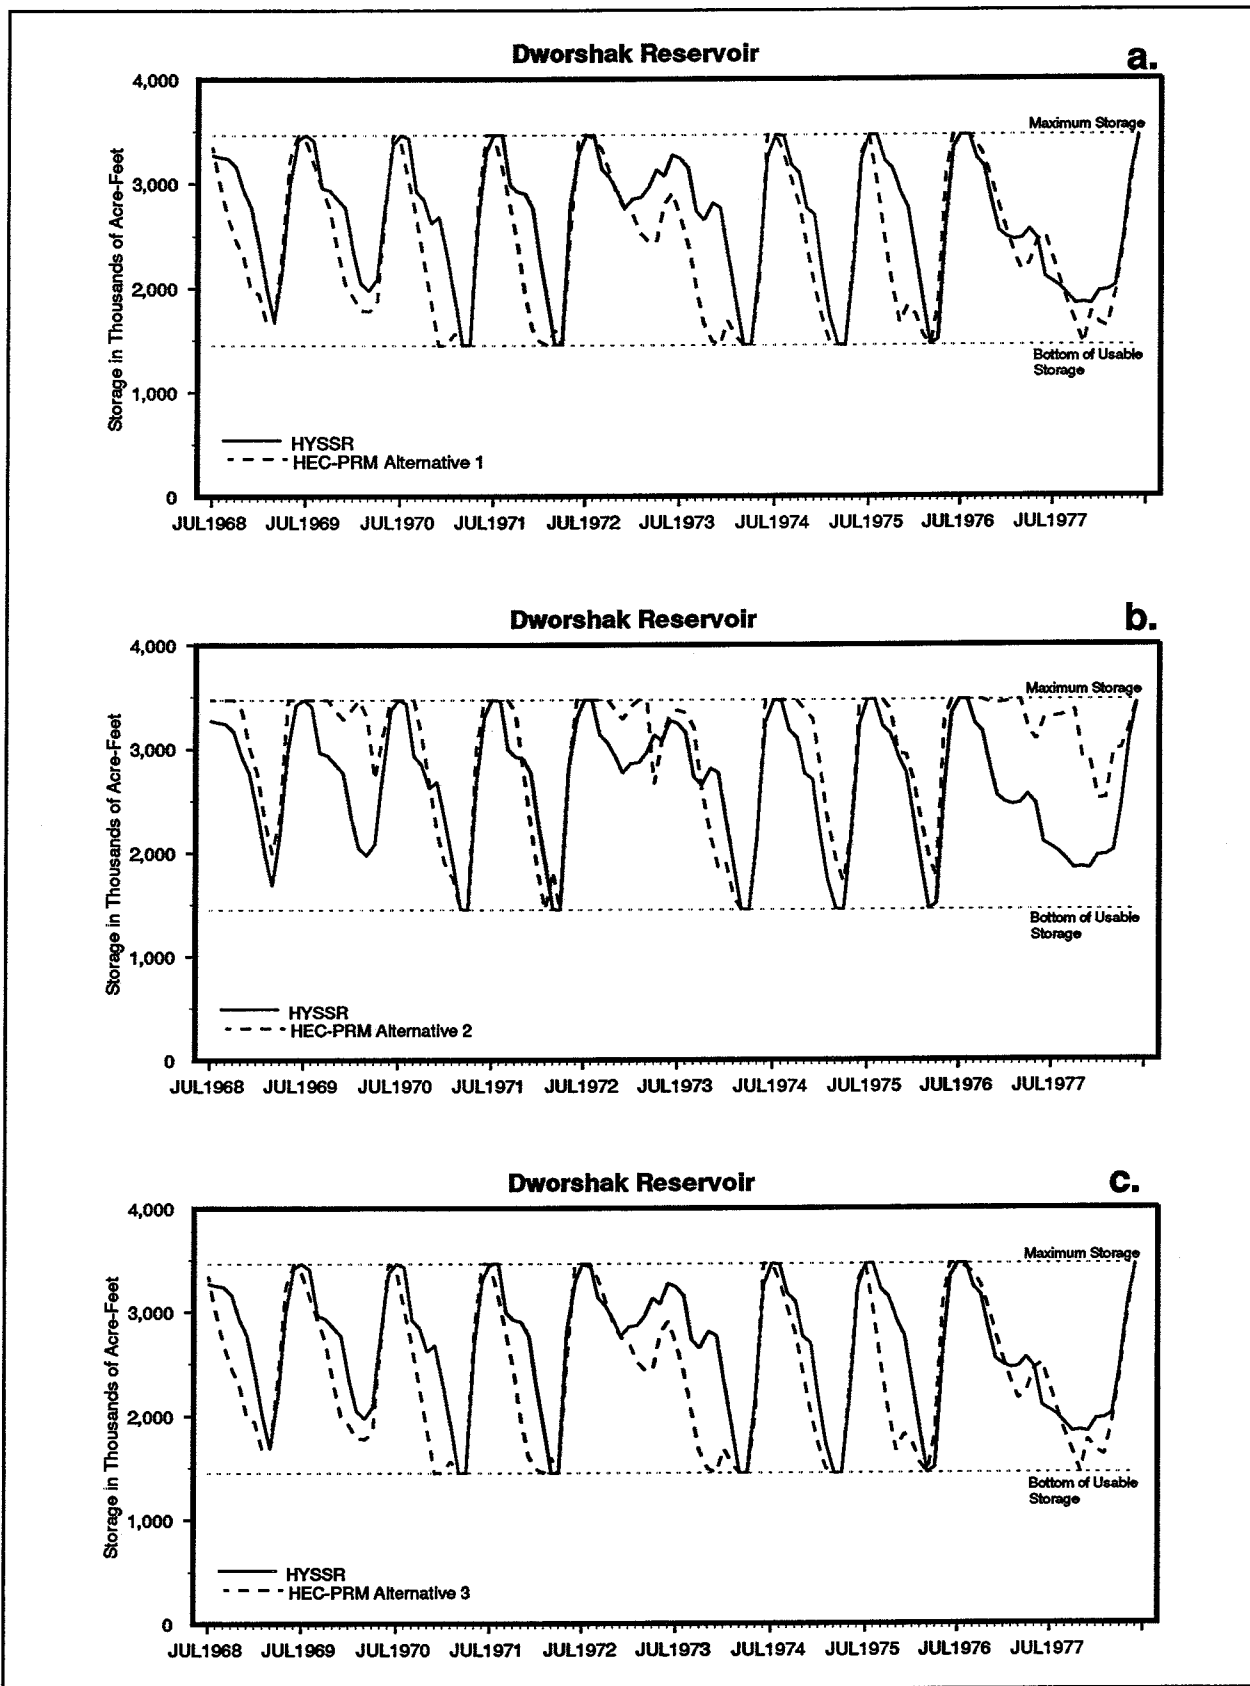 Dworshak Reservoir
a.
4,000
3,000
2,000
1,000
0
Storage in Thousands of Acre-Feet
Maximum Storage
Bottom of Usable
Storage
HYSSR
HEC-PRM Alternative 1
JUL1968 JUL1969 JUL1970 JUL1971 JUL1972 JUL1973 JUL1974 JUL1975 JUL1976 JUL1977
Dworshak Reservoir
b.
4,000
3,000
2,000
1,000
0
Storage in Thousands of Acre-Feet
Maximum Storage
Bottom of Usable
Storage
HYSSR
HEC-PRM Alternative 2
JUL1968 JUL1969 JUL1970 JUL1971 JUL1972 JUL1973 JUL1974 JUL1975 JUL1976 JUL1977
Dworshak Reservoir
c.
4,000
3,000
2,000
1,000
0
Storage in Thousands of Acre-Feet
Maximum Storage
Bottom of Usable
Storage
HYSSR
HEC-PRM Alternative 3
JUL1968 JUL1969 JUL1970 JUL1971 JUL1972 JUL1973 JUL1974 JUL1975 JUL1976 JUL1977